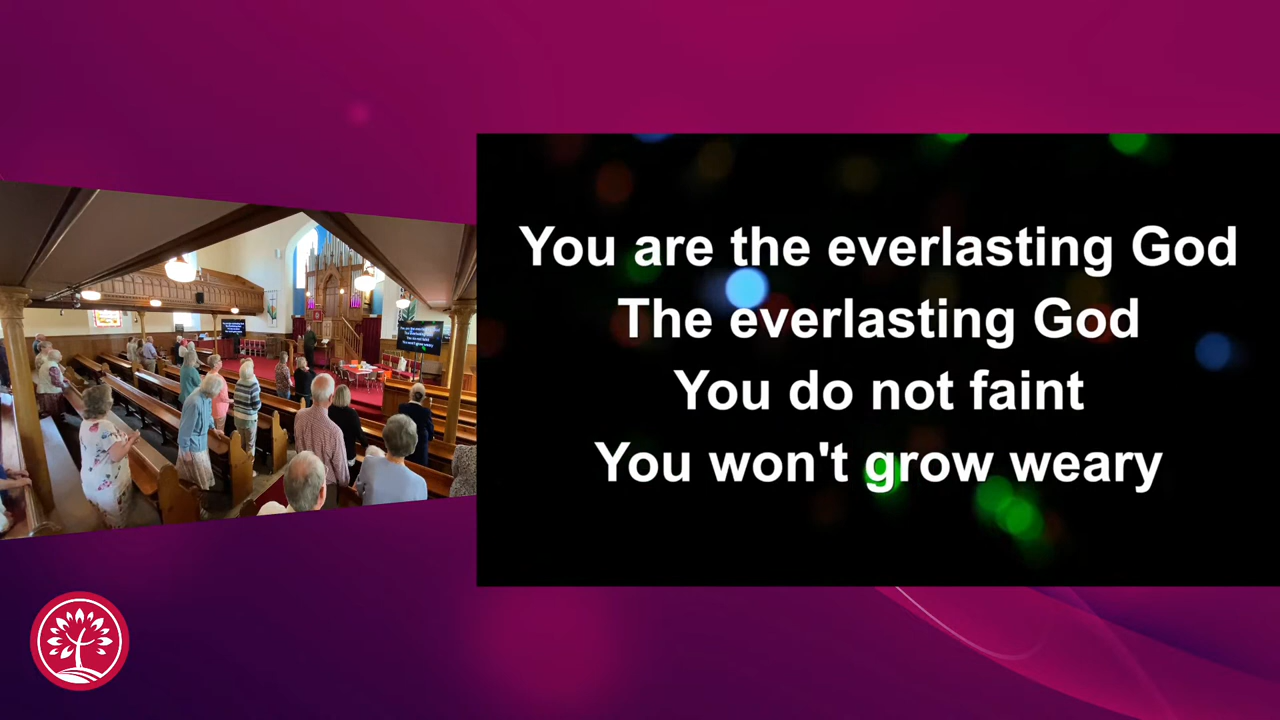 You are the everlasting God
The everlasting God
You do not faint
You won't grow weary